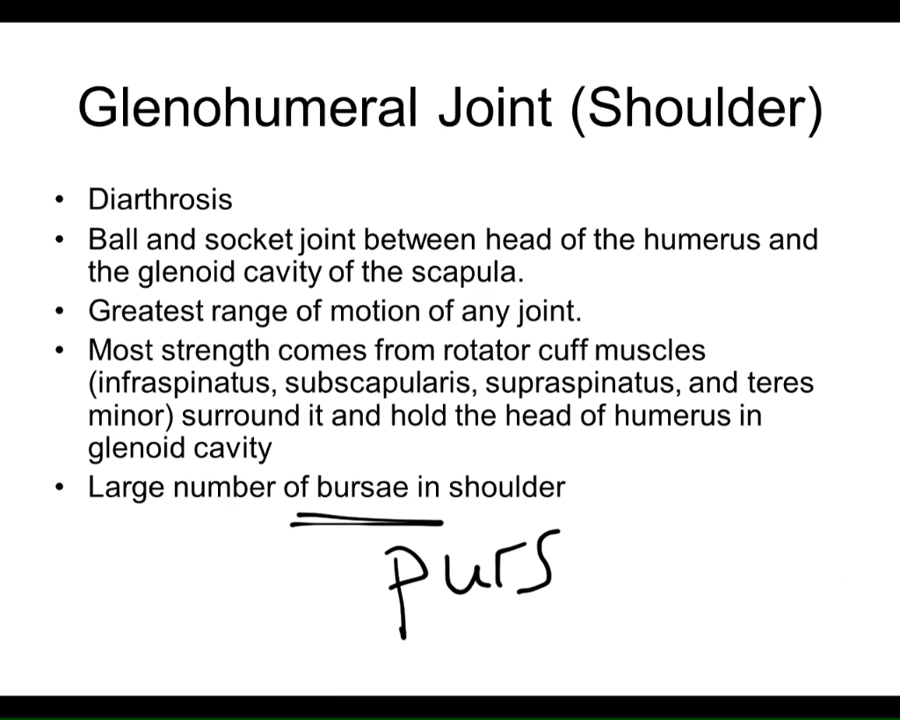 Glenohumeral Joint (Shoulder)
• Diarthrosis
• Ball and socket joint between head of the humerus and
the glenoid cavity of the scapula.
• Greatest range of motion of any joint.
• Most strength comes from rotator cuff muscles
(infraspinatus, subscapularis, supraspinatus, and teres
minor) surround it and hold the head of humerus in
glenoid cavity
• Large number of bursae in shoulder
purs